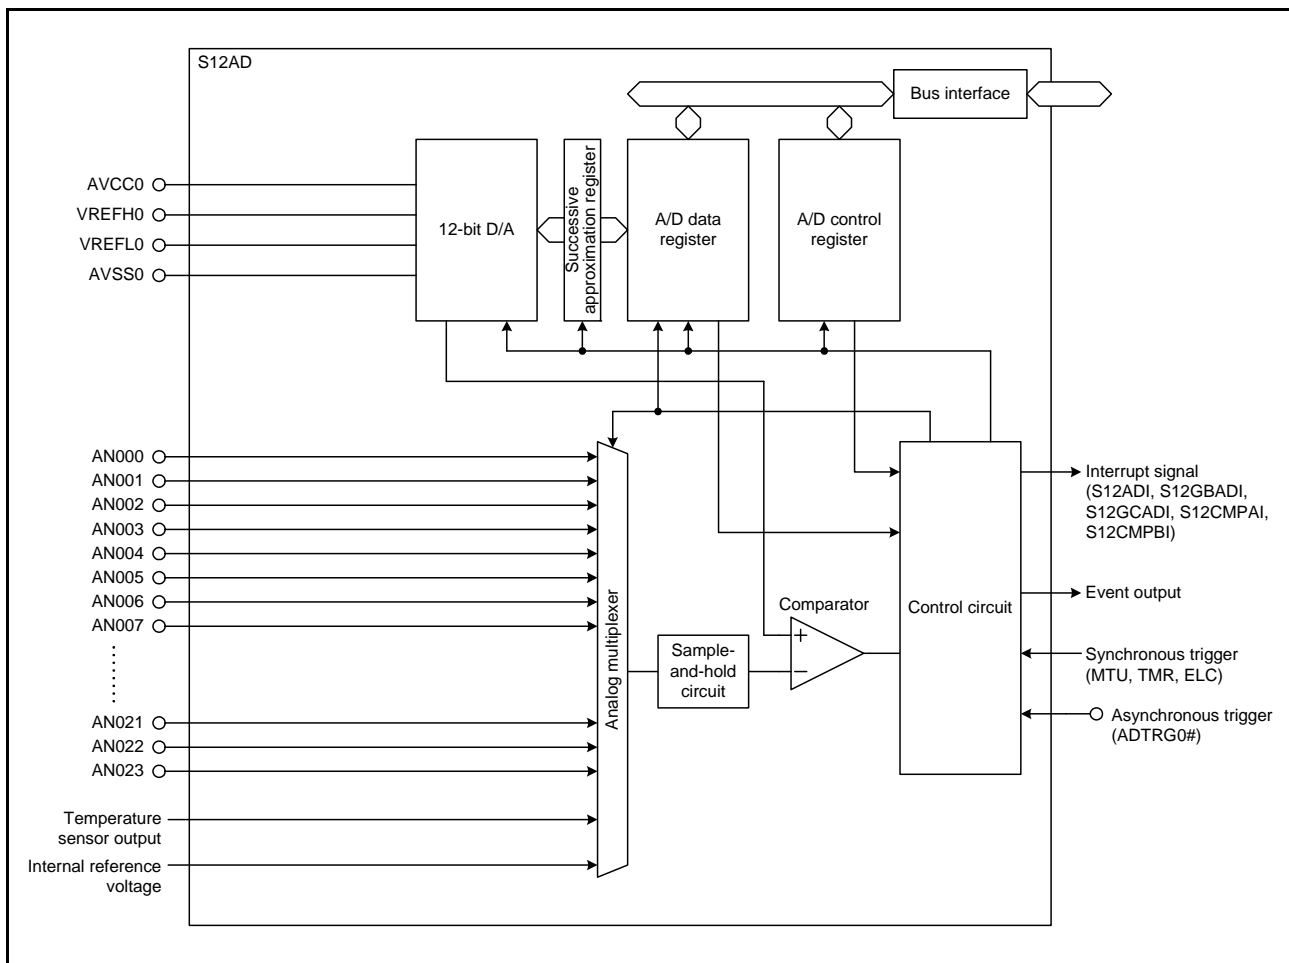 S12AD
Bus interface
AVCC0
VREFH0
VREFL0
AVSS0
12-bit D/A
Successive
approximation register
A/D data
register
A/D control
register
AN000
AN001
AN002
AN003
AN004
AN005
AN006
AN007
AN021
AN022
AN023
Temperature
sensor output
Internal reference
voltage
Analog multiplexer
Sample-
and-hold
circuit
Comparator
+
−
Control circuit
Interrupt signal
(S12ADI, S12GBADI,
S12GCADI, S12CMPAI,
S12CMPBI)
Event output
Synchronous trigger
(MTU, TMR, ELC)
Asynchronous trigger
(ADTRG0#)